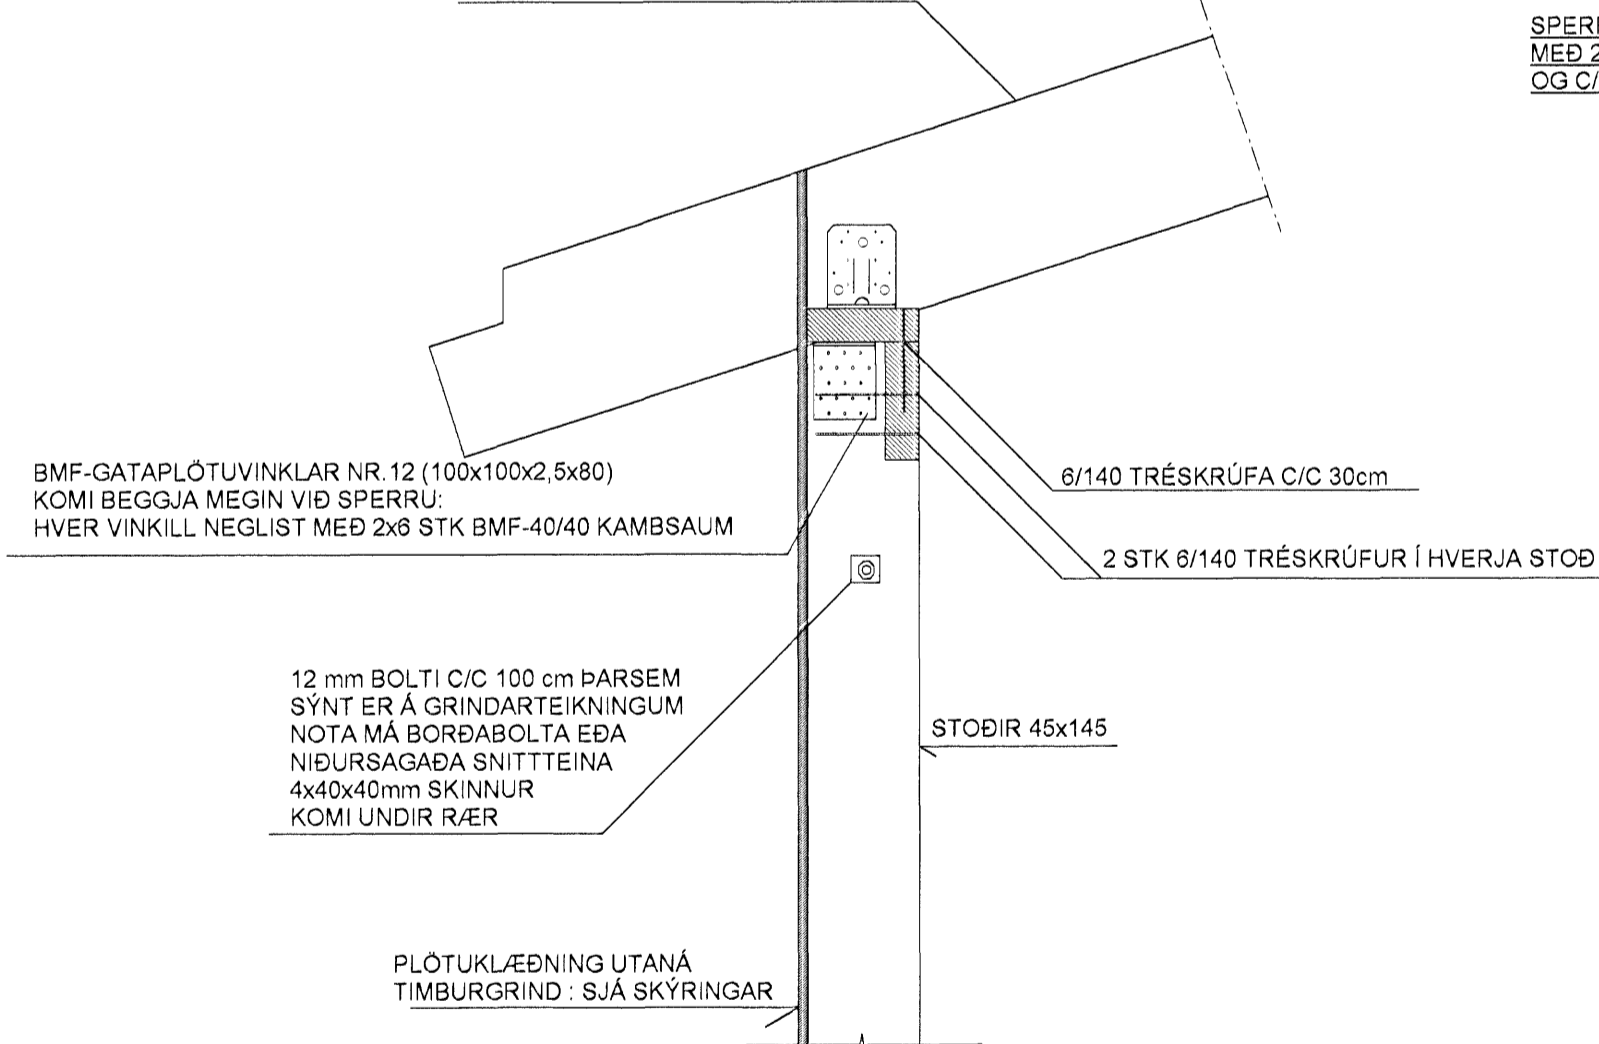 MEÐ 2
OG C/
BMF-GATAPLÖTUVINKLAR NR.12 (100x100x2,5x80)
KOMI BEGGJA MEGIN VIÐ SPERRU:
HVER VINKILL NEGLIST MEÐ 2x6 STK BMF-40/40 KAMBSAUM
6/140 TRÉSKRÚFA C/C 30cm
2 STK 6/140 TRÉSKRÚFUR Í HVERJA STOÐ
12 mm BOLTI C/C 100 cm ÞARSEM
SÝNT ER Á GRINDARTEIKNINGUM
NOTA MÁ BORÐABOLTA EÐA
NIÐURSAGAÐA SNITTTEINA
4x40x40mm SKINNUR
KOMI UNDIR RÆR
STOÐIR 45x145
PLÖTUKLÆÐNING UTANÁ
TIMBURGRIND : SJÁ SKÝRINGAR